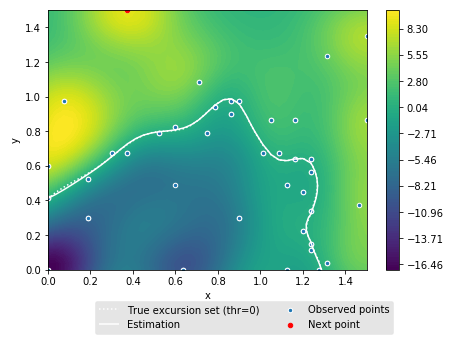 1.4
1.2
1.0
0.8
0.6
0.4
0.2
0.0
y
0.0 0.2 0.4 0.6 0.8 1.0 1.2 1.4
x
8.30
5.55
2.80
0.04
−2.71
−5.46
−8.21
−10.96
−13.71
−16.46
True excursion set (thr=0)
Estimation
Observed points
Next point